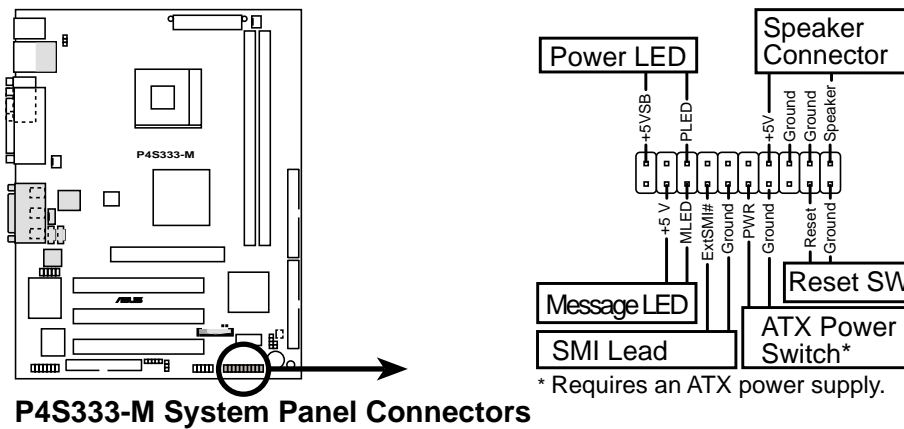 P4S333-M
ASUS
Power LED
Speaker
Connector
+5VSB
PLED
+5V
Ground
Ground
Speaker
+5 V
MLED
ExtSMI#
Ground
PWR
Ground
Reset
Ground
Reset SW
Message LED
SMI Lead
ATX Power
Switch*
* Requires an ATX power supply.
P4S333-M System Panel Connectors